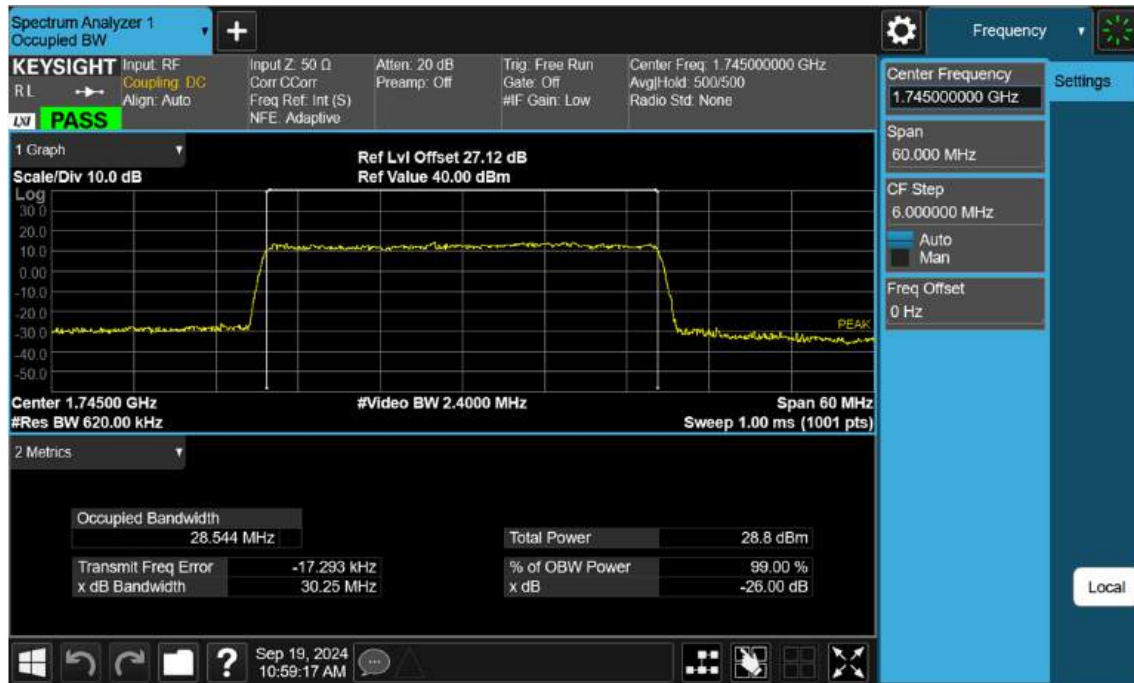 Spectrum Analyzer 1
Occupied BW
Frequency
KEYSIGHT
R L
LXI
PASS
Input: RF
Coupling: DC
Align: Auto
Input Z: 50 Ω
Corr CCorr
Freq Ref: Int (S)
NFE: Adaptive
Atten: 20 dB
Preamp: Off
Trig: Free Run
Gate: Off
#IF Gain: Low
Center Freq: 1.745000000 GHz
Avg|Hold: 500/500
Radio Std: None
Center Frequency
1.745000000 GHz
Settings
Span
60.000 MHz
CF Step
6.000000 MHz
Auto
Man
Freq Offset
0 Hz
Local
1 Graph
Scale/Div 10.0 dB
Ref Lvl Offset 27.12 dB
Ref Value 40.00 dBm
Log
30.0
20.0
10.0
0.00
-10.0
-20.0
-30.0
-40.0
-50.0
PEAK
Center 1.74500 GHz
#Video BW 2.4000 MHz
Span 60 MHz
#Res BW 620.00 kHz
Sweep 1.00 ms (1001 pts)
2 Metrics
Occupied Bandwidth
28.544 MHz
Total Power 28.8 dBm
Transmit Freq Error -17.293 kHz
% of OBW Power 99.00 %
x dB Bandwidth 30.25 MHz
x dB -26.00 dB
?
Sep 19, 2024
10:59:17 AM